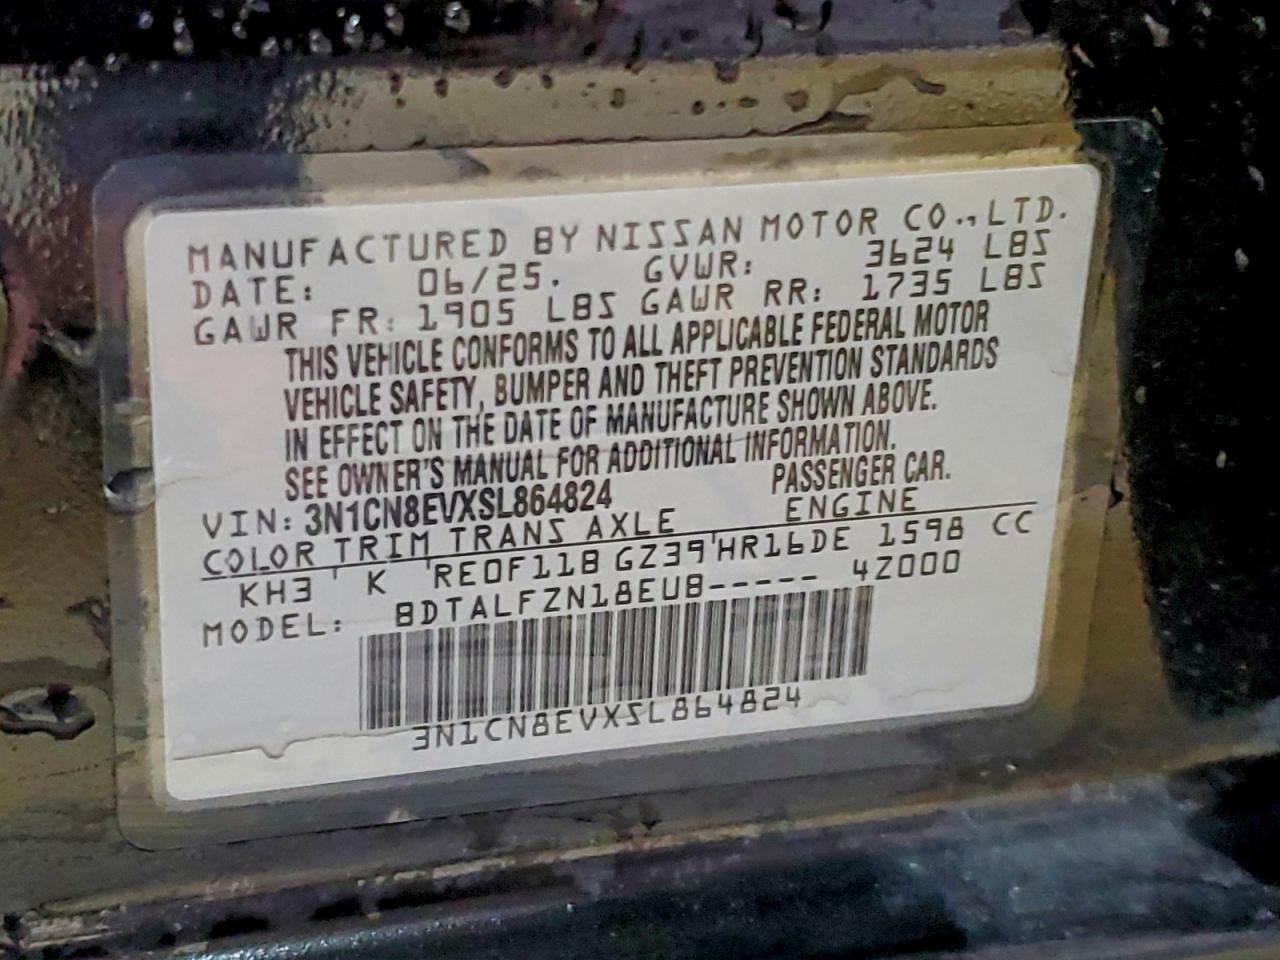 MANUFACTURED BY NISSAN MOTOR CO.,LTD.
DATE: 06/25. GVWR: 3624 LBS
GAWR FR: 1905 LBS GAWR RR: 1735 LBS
THIS VEHICLE CONFORMS TO ALL APPLICABLE FEDERAL MOTOR
VEHICLE SAFETY, BUMPER AND THEFT PREVENTION STANDARDS
IN EFFECT ON THE DATE OF MANUFACTURE SHOWN ABOVE.
SEE OWNER'S MANUAL FOR ADDITIONAL INFORMATION.
VIN: 3N1CN8EVXSL864824 PASSENGER CAR.
COLOR TRIM TRANS AXLE ENGINE
KH3 K RE0F11B GZ39 HR16DE 1598 CC
MODEL: BDTALFZN18EUB----- 4Z000
3N1CN8EVXSL864824